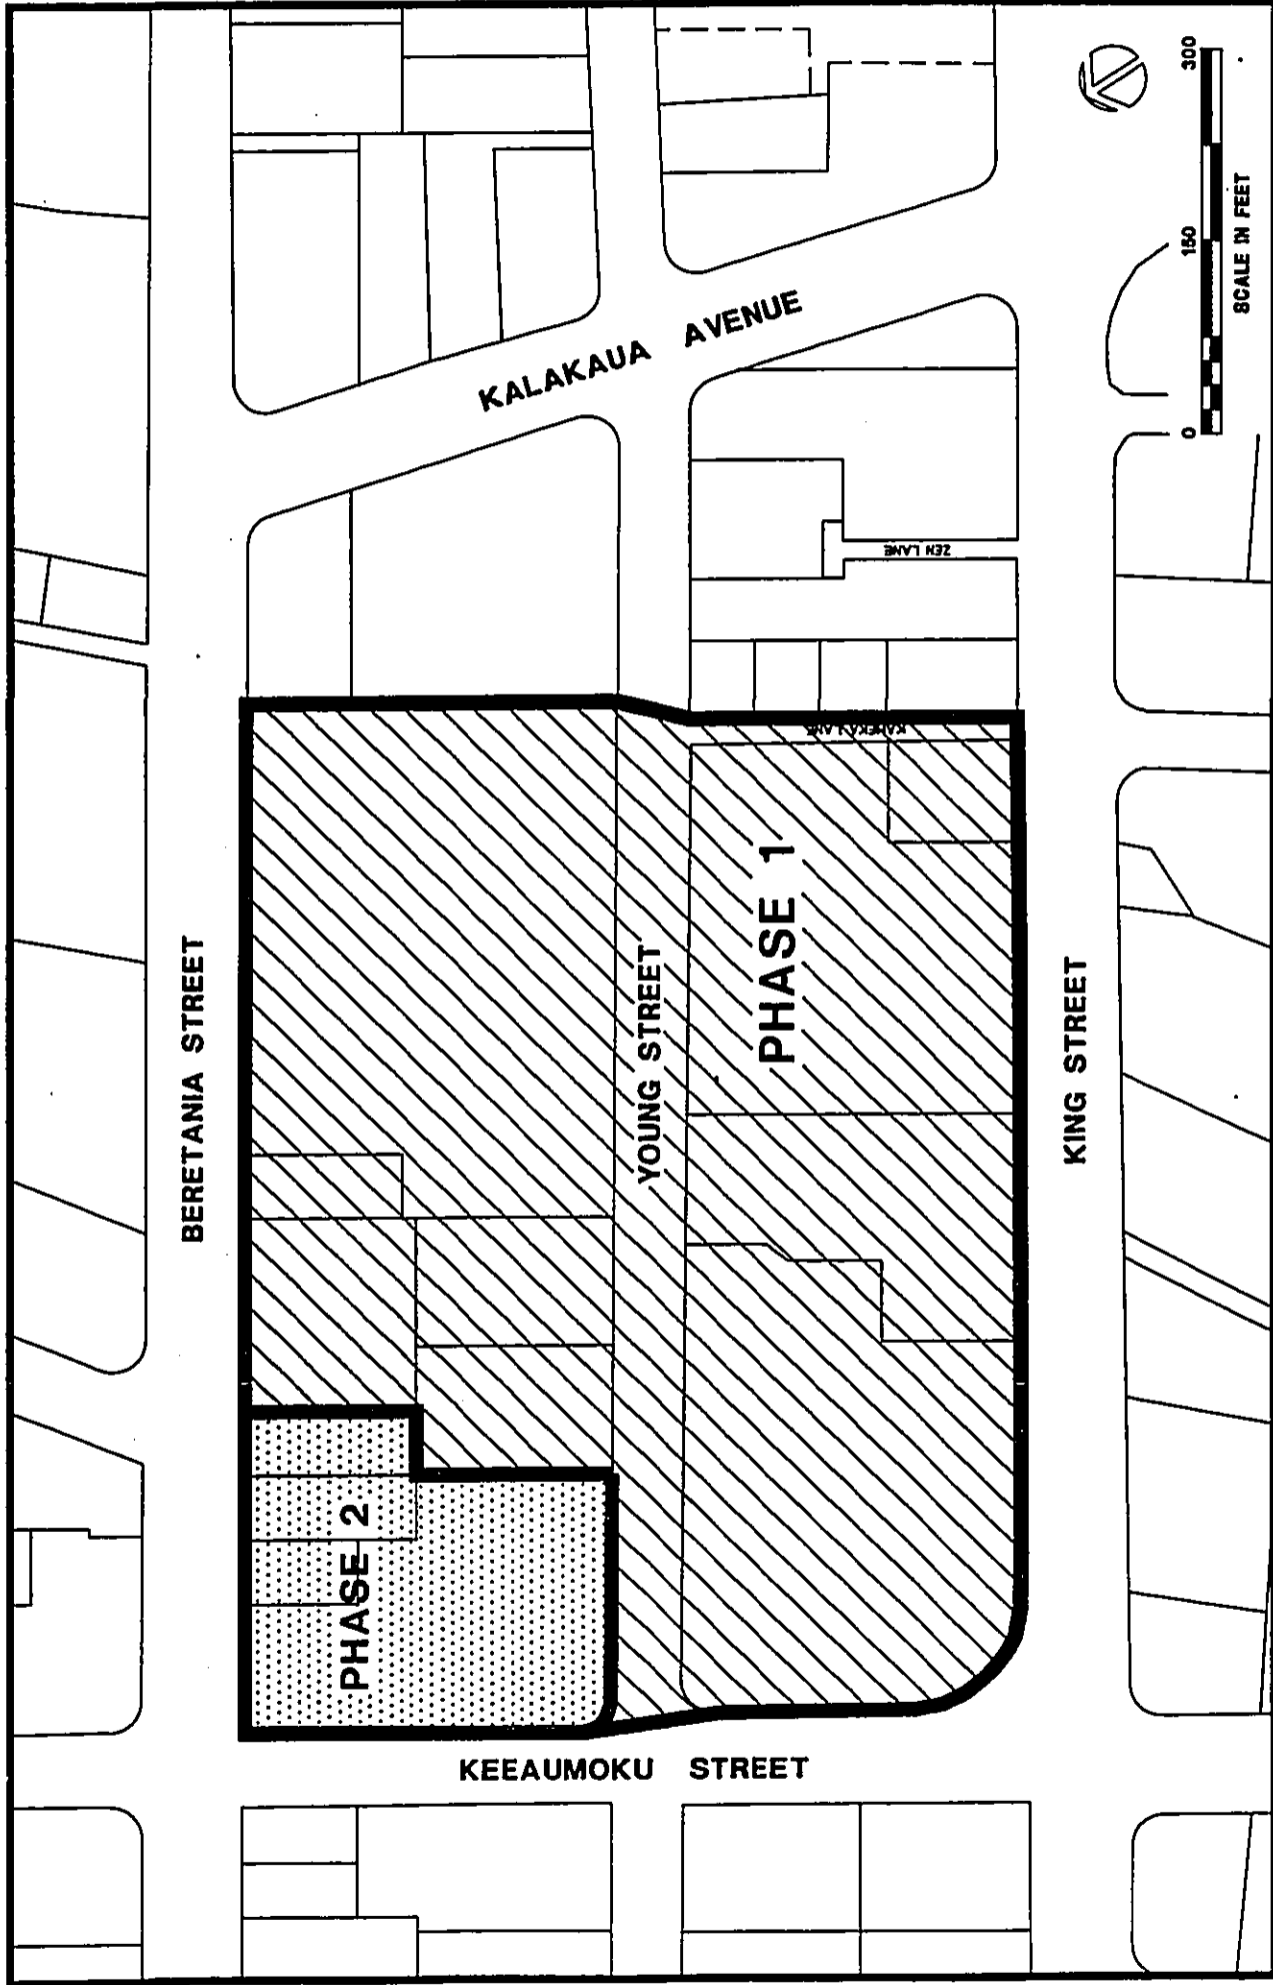 BERETANIA STREET
KALAKAUA AVENUE
YOUNG STREET
KING STREET
KEEAUMOKU STREET
ZEN LANE
LANE
PHASE 1
PHASE 2
0 150 300
SCALE IN FEET